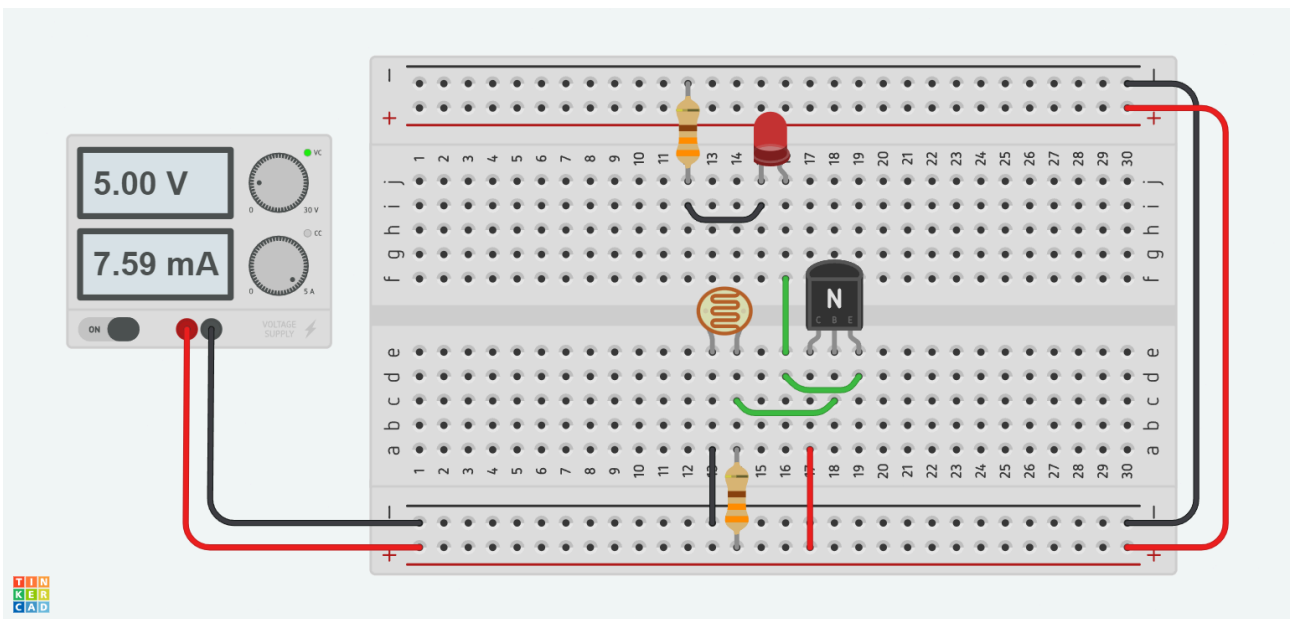 − −
+ +
1 2 3 4 5 6 7 8 9 10 11 12 13 14 15 17 18 19 20 21 22 23 24 25 26 27 28 29 30
j j
i i
h h
g g
f f
5.00 V
VC
0 30 V
7.59 mA
CC
0 5 A
ON
VOLTAGE
SUPPLY
N
C B E
e e
d d
c c
b b
a a
1 2 3 4 5 6 7 8 9 10 11 12 13 15 16 17 18 19 20 21 22 23 24 25 26 27 28 29 30
− −
+ +
TIN
KER
CAD